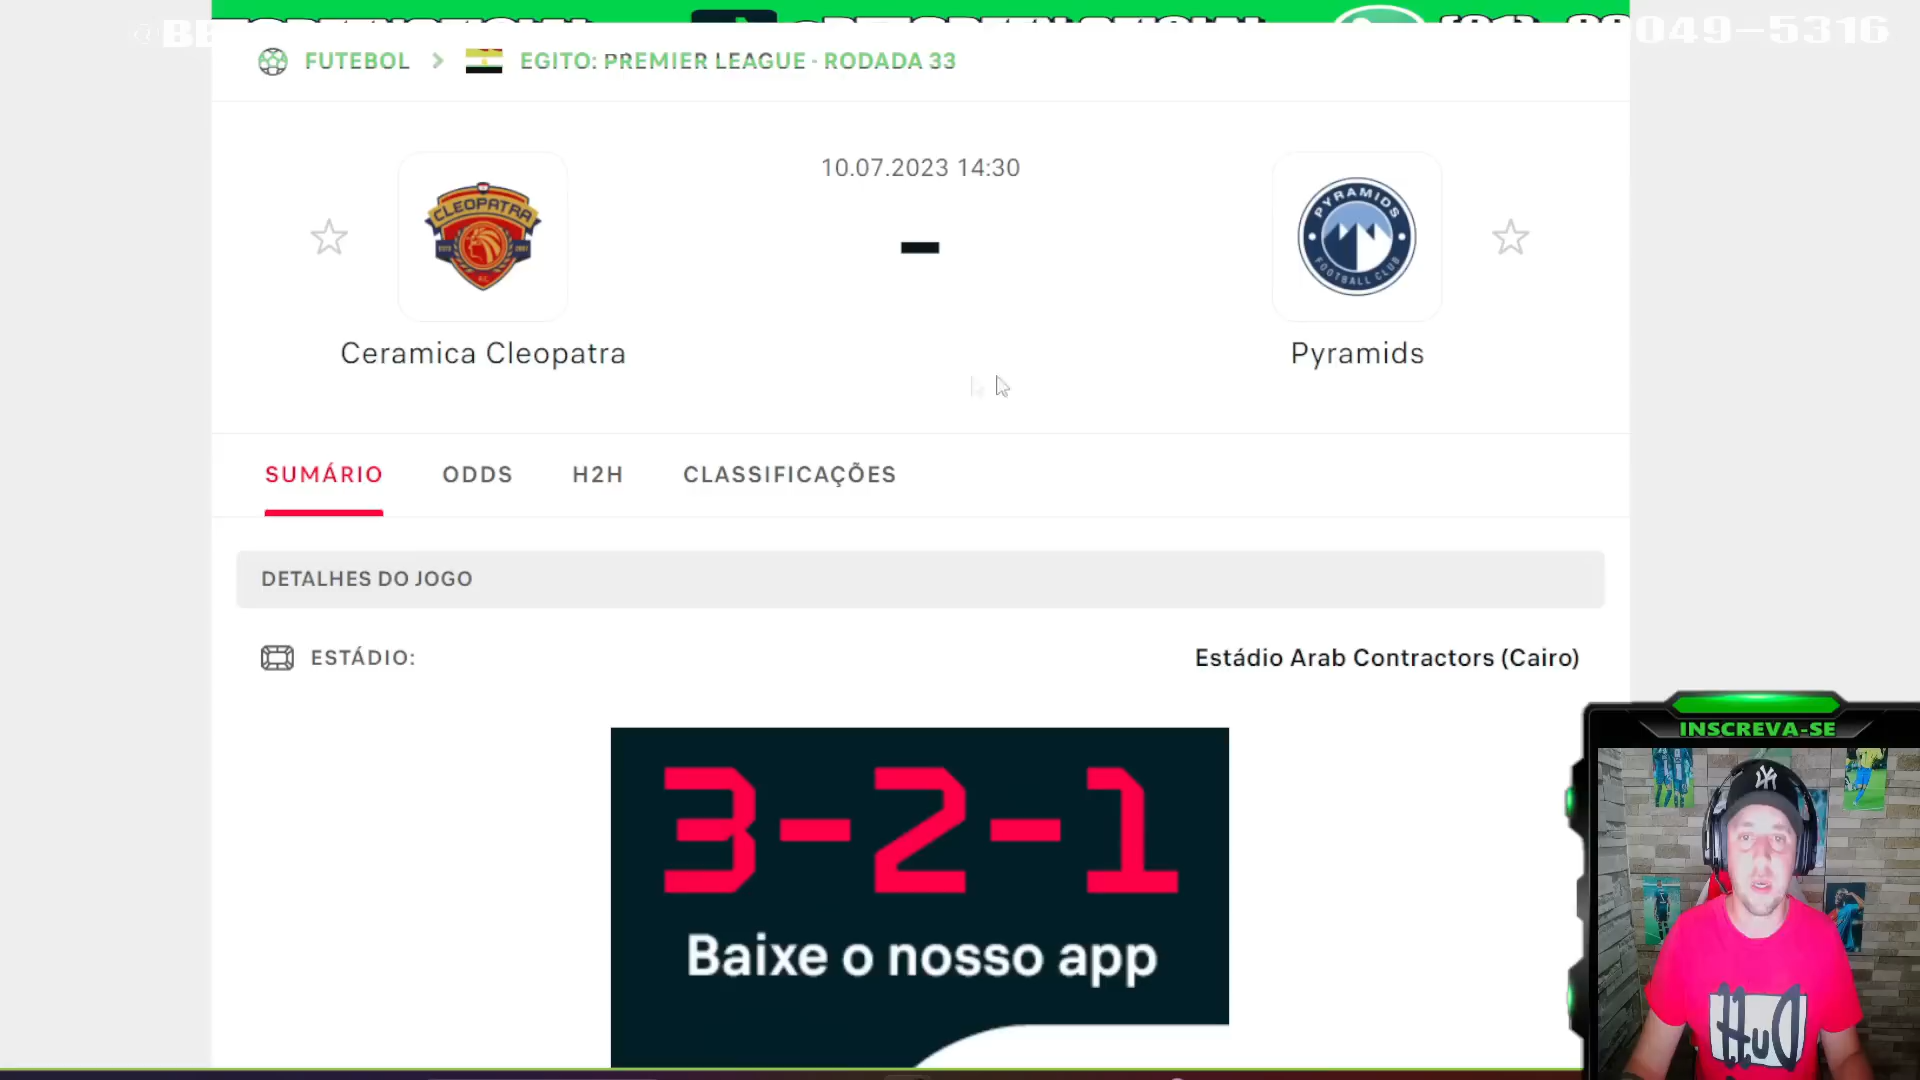 049-5316
FUTEBOL
EGITO: PREMIER LEAGUE - RODADA 33
10.07.2023 14:30
CLEOPATRA
F.C
PYRAMIDS
FOOTBALL CLUB
Ceramica Cleopatra
Pyramids
SUMÁRIO
ODDS
H2H
CLASSIFICAÇÕES
DETALHES DO JOGO
ESTÁDIO:
Estádio Arab Contractors (Cairo)
3-2-1
Baixe o nosso app
INSCREVA-SE
NY
Duff